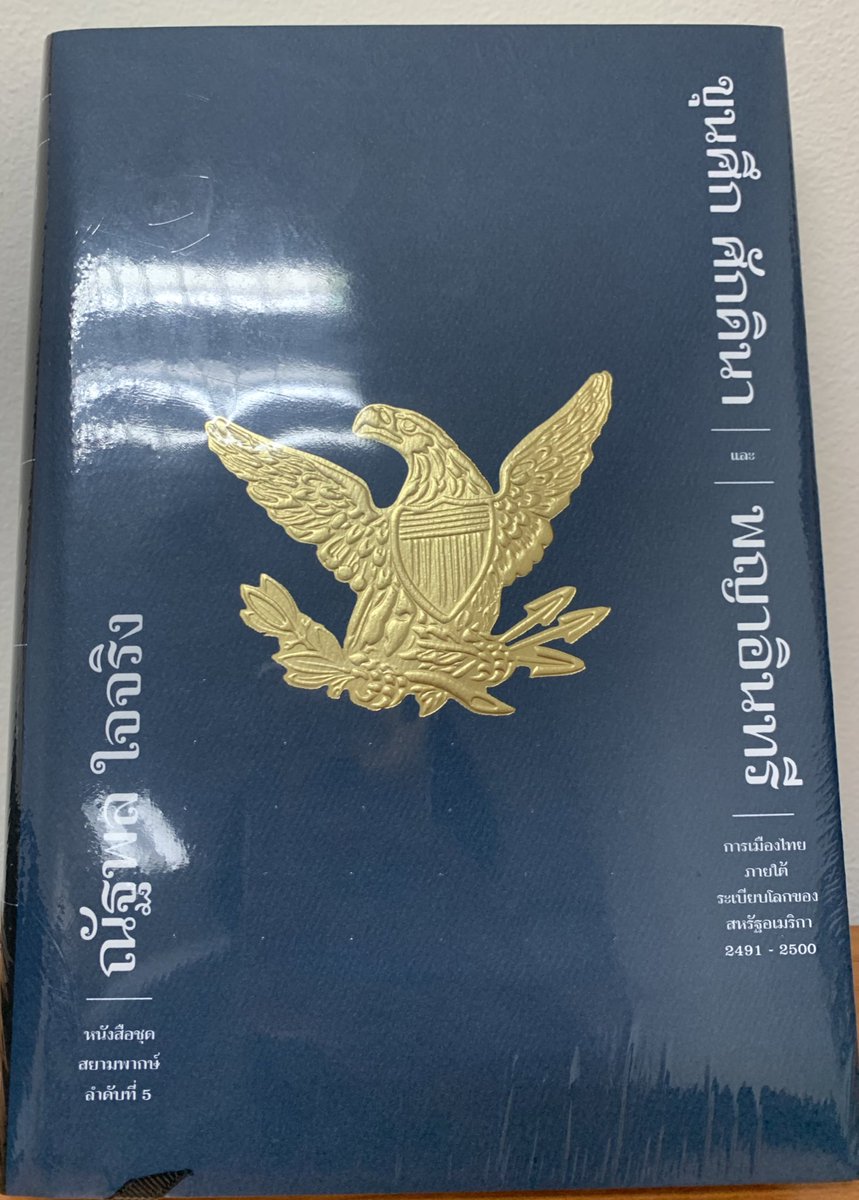 ขุนศึก ศักดินา
และ
พญาอินทรี
การเมืองไทย
ภายใต้
ระเบียบโลกของ
สหรัฐอเมริกา
2491 - 2500
ณัฐพล ใจจริง
หนังสือชุด
สยามพากษ์
ลำดับที่ 5